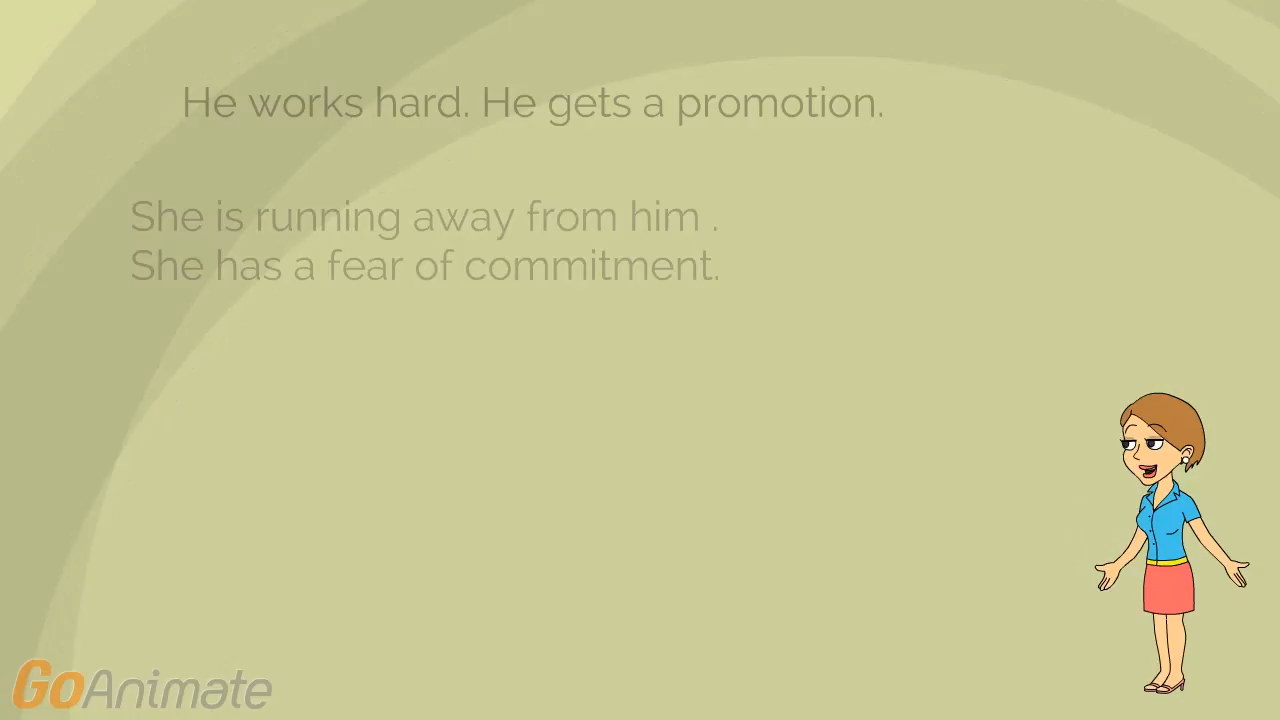 He works hard. He gets a promotion.
She is running away from him .
She has a fear of commitment.
GoAnimate